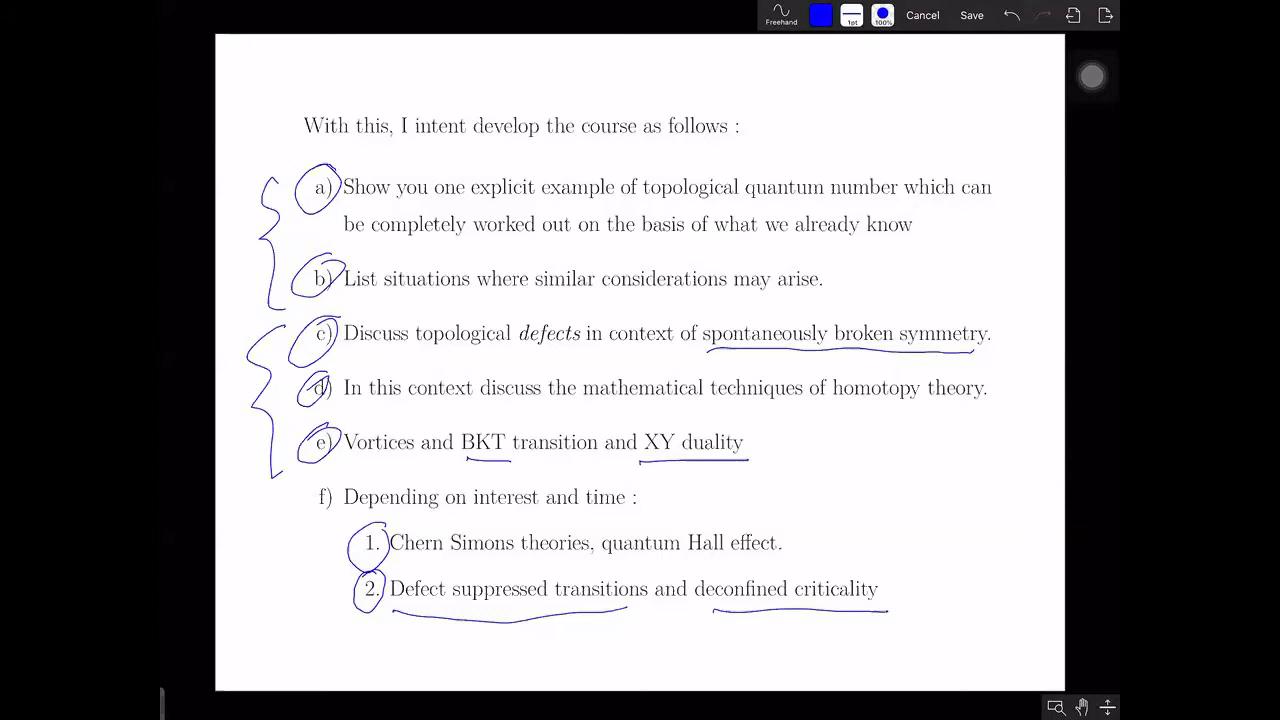 Freehand
1pt
100%
Cancel
Save
With this, I intent develop the course as follows :
a) Show you one explicit example of topological quantum number which can
be completely worked out on the basis of what we already know
b) List situations where similar considerations may arise.
c) Discuss topological defects in context of spontaneously broken symmetry.
d) In this context discuss the mathematical techniques of homotopy theory.
e) Vortices and BKT transition and XY duality
f) Depending on interest and time :
1. Chern Simons theories, quantum Hall effect.
2. Defect suppressed transitions and deconfined criticality